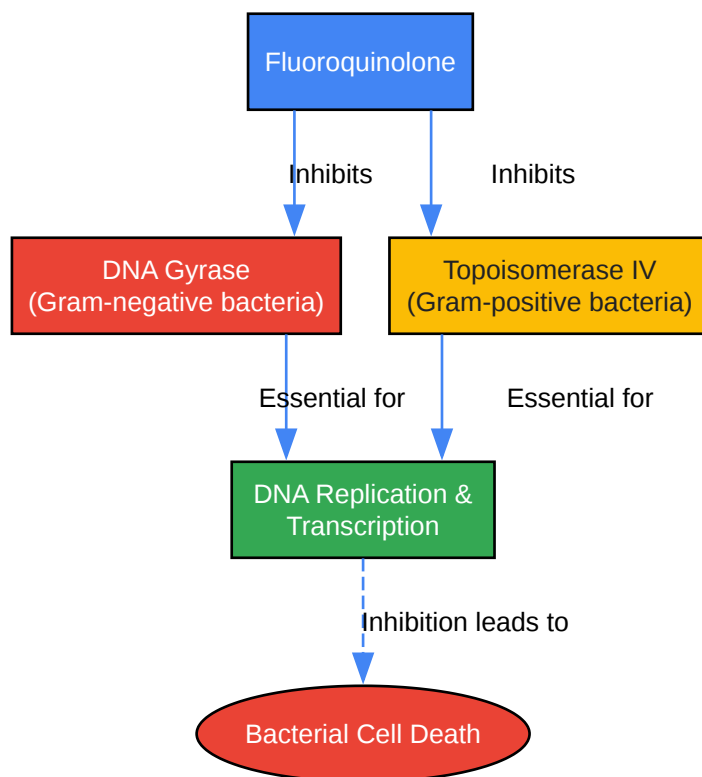 Fluoroquinolone
Inhibits
Inhibits
DNA Gyrase
(Gram-negative bacteria)
Topoisomerase IV
(Gram-positive bacteria)
Essential for
Essential for
DNA Replication &
Transcription
Inhibition leads to
Bacterial Cell Death